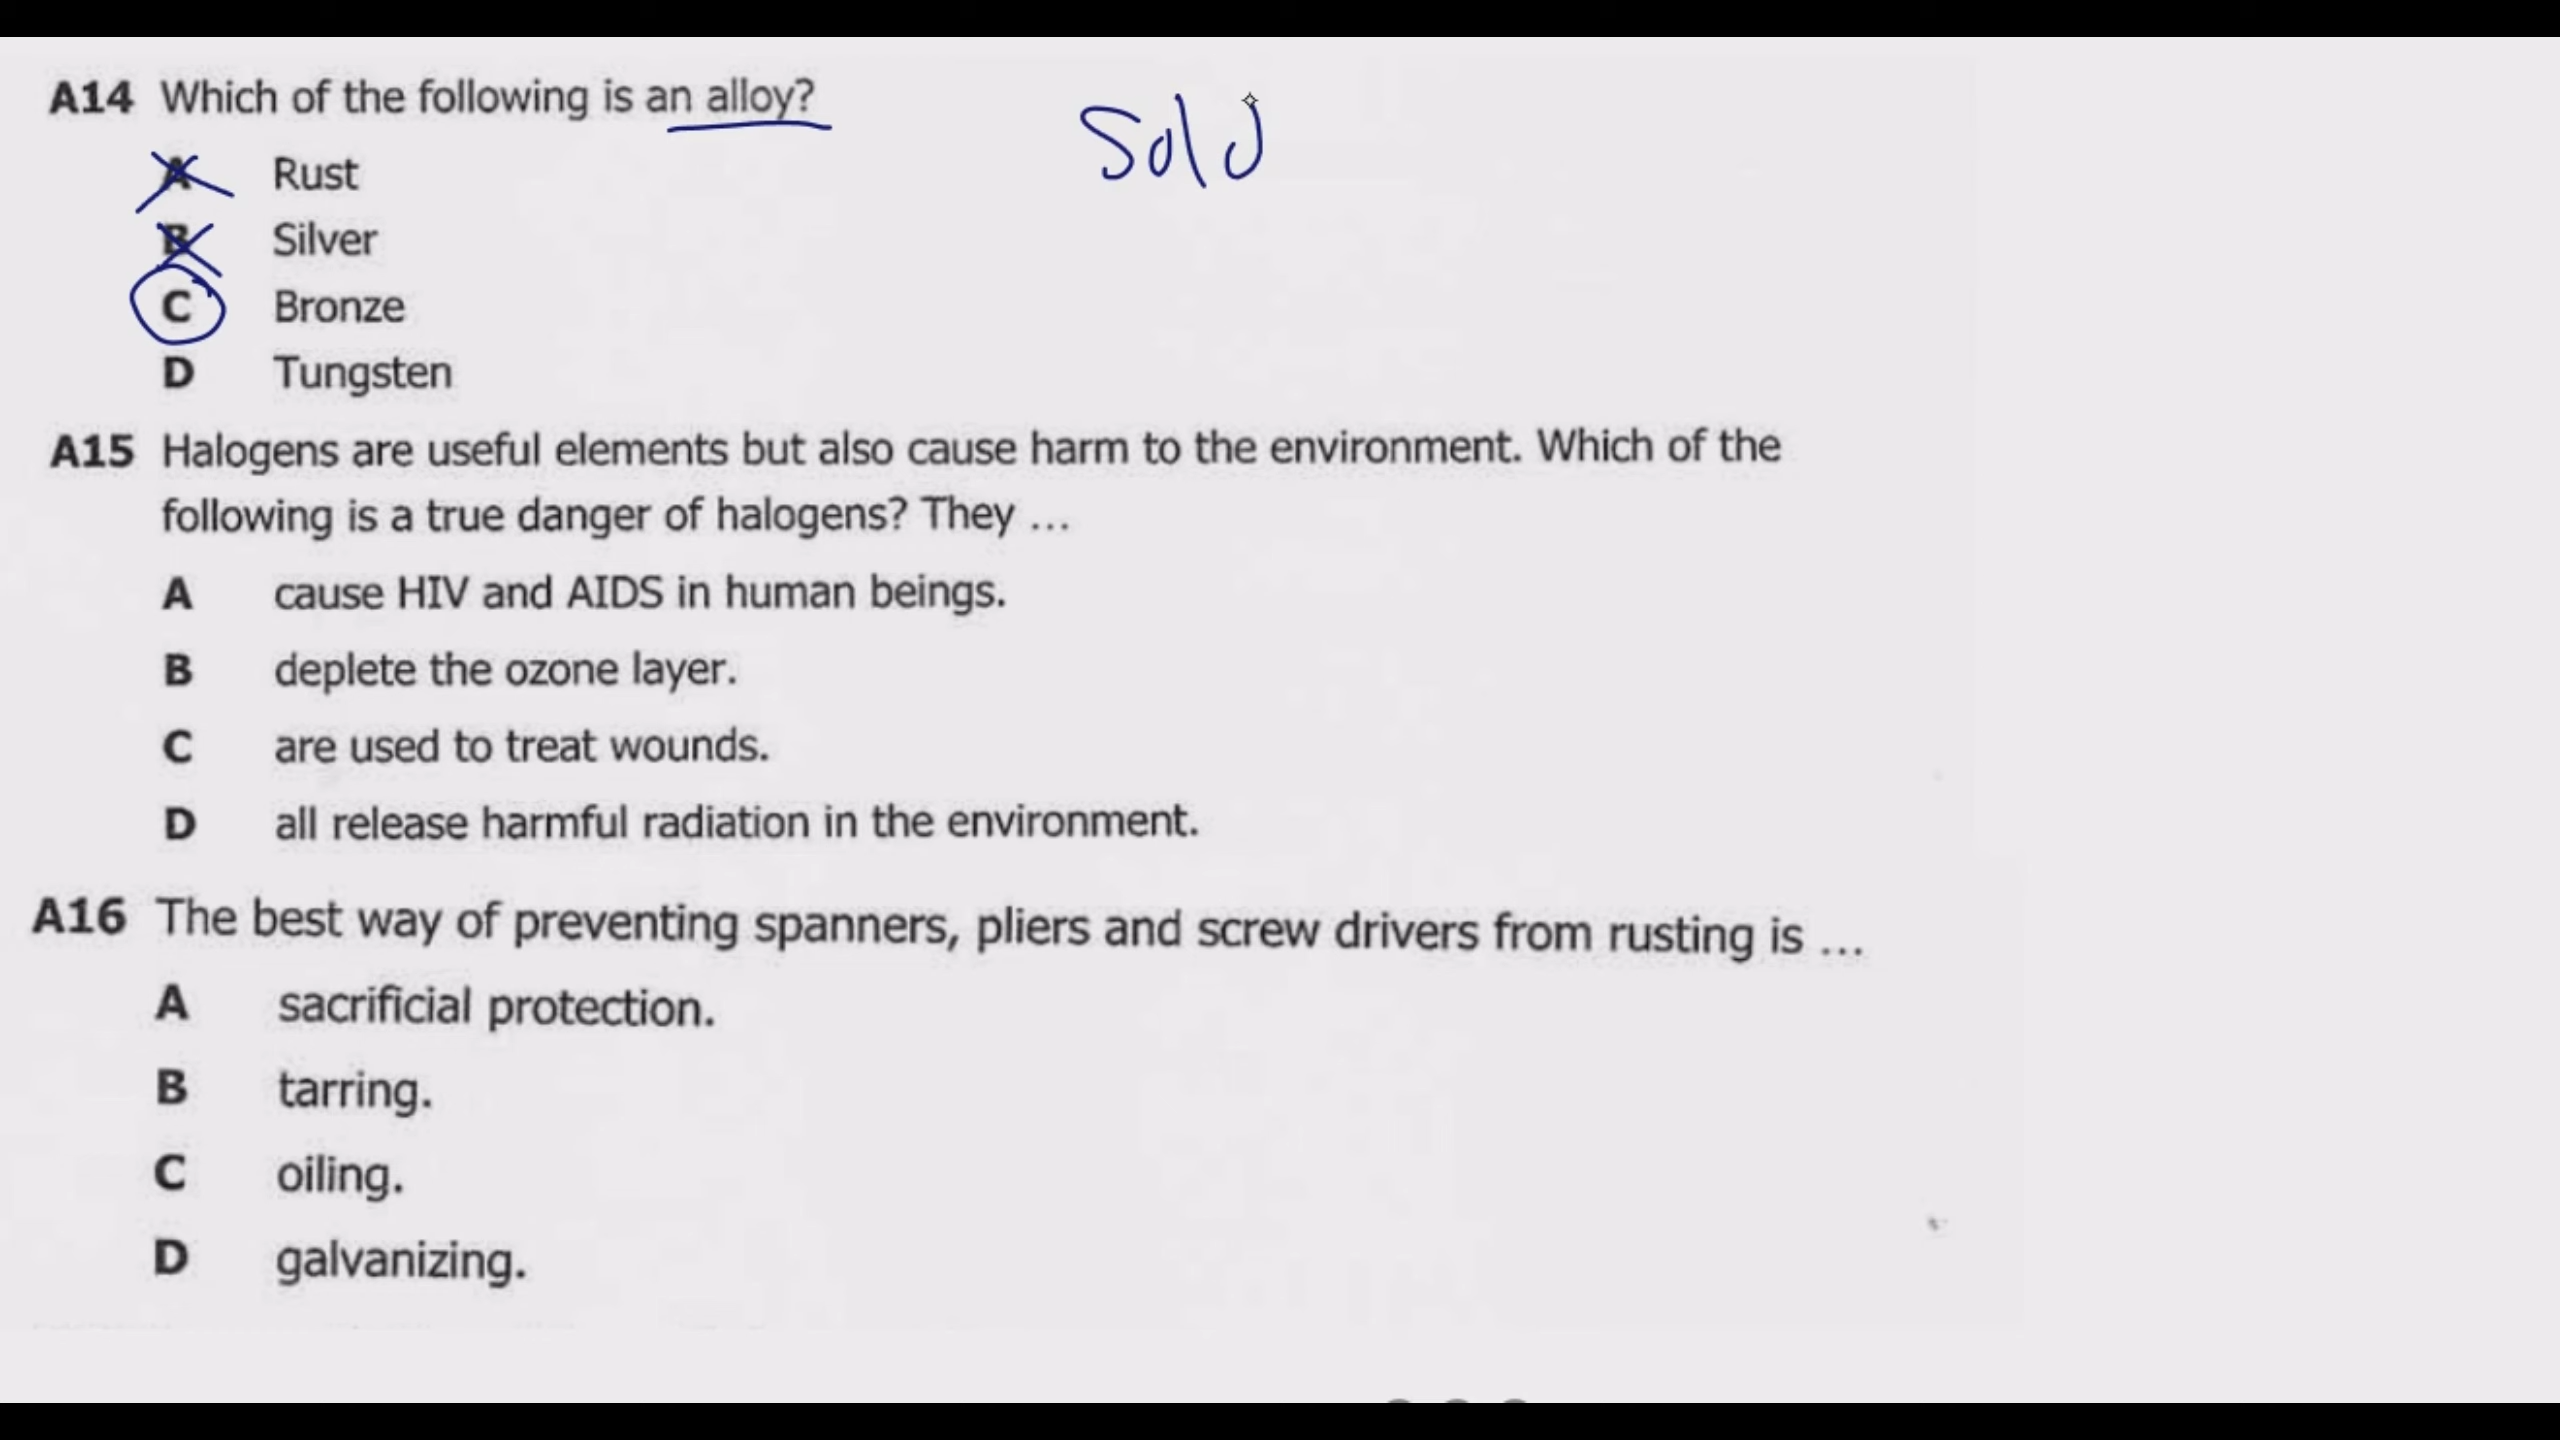 A14 Which of the following is an alloy?
Sold
A Rust
B Silver
C Bronze
D Tungsten
A15 Halogens are useful elements but also cause harm to the environment. Which of the
following is a true danger of halogens? They ...
A cause HIV and AIDS in human beings.
B deplete the ozone layer.
C are used to treat wounds.
D all release harmful radiation in the environment.
A16 The best way of preventing spanners, pliers and screw drivers from rusting is ...
A sacrificial protection.
B tarring.
C oiling.
D galvanizing.